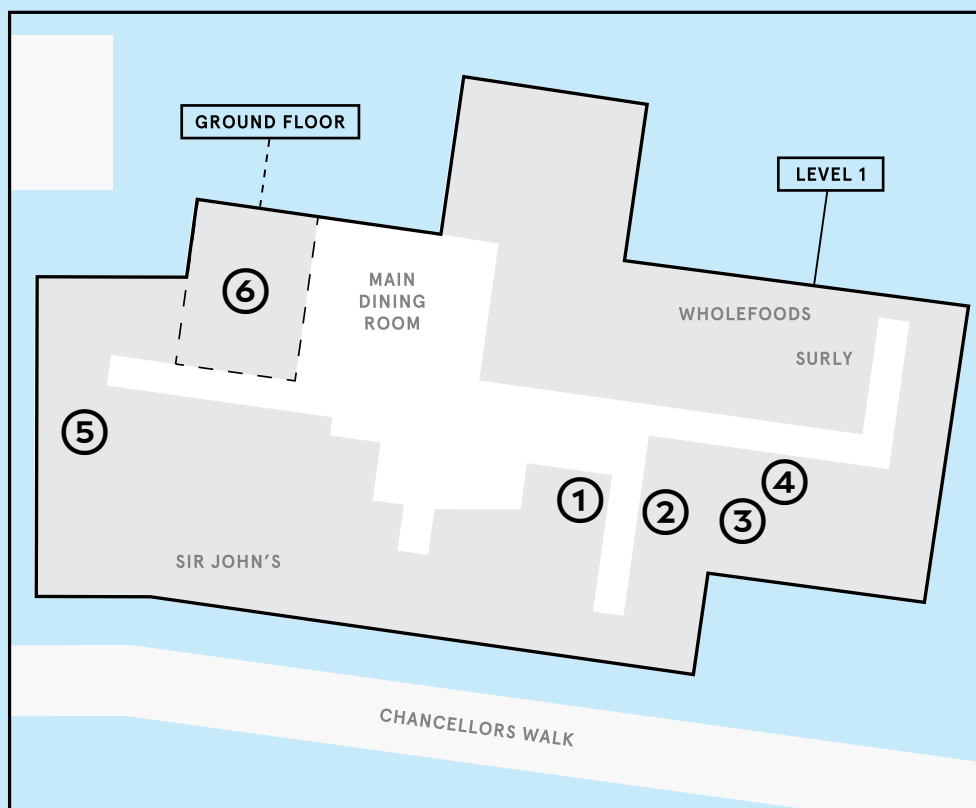 GROUND FLOOR
LEVEL 1
6
MAIN
DINING
ROOM
WHOLEFOODS
SURLY
5
1
2
4
3
SIR JOHN'S
CHANCELLORS WALK